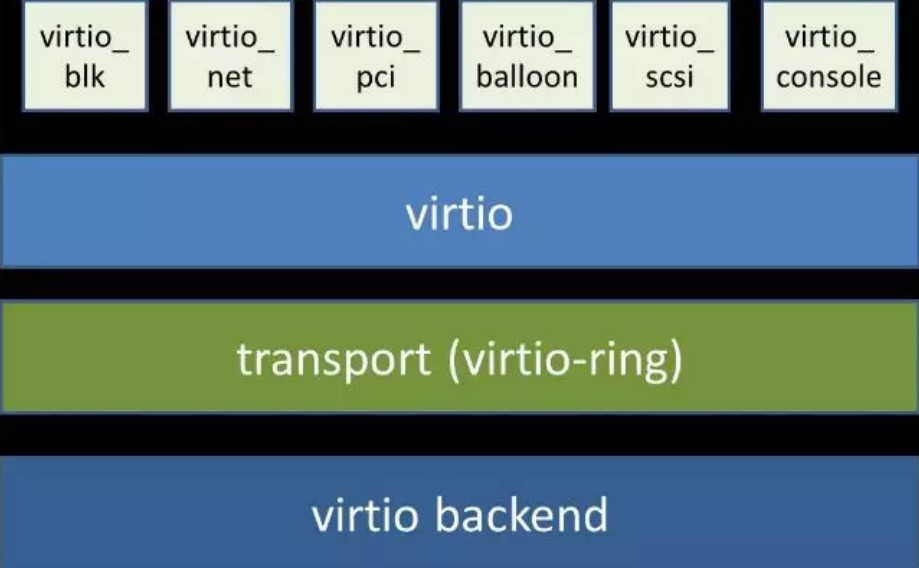 virtio_
blk
virtio_
net
virtio_
pci
virtio_
balloon
virtio_
scsi
virtio_
console
virtio
transport (virtio-ring)
virtio backend